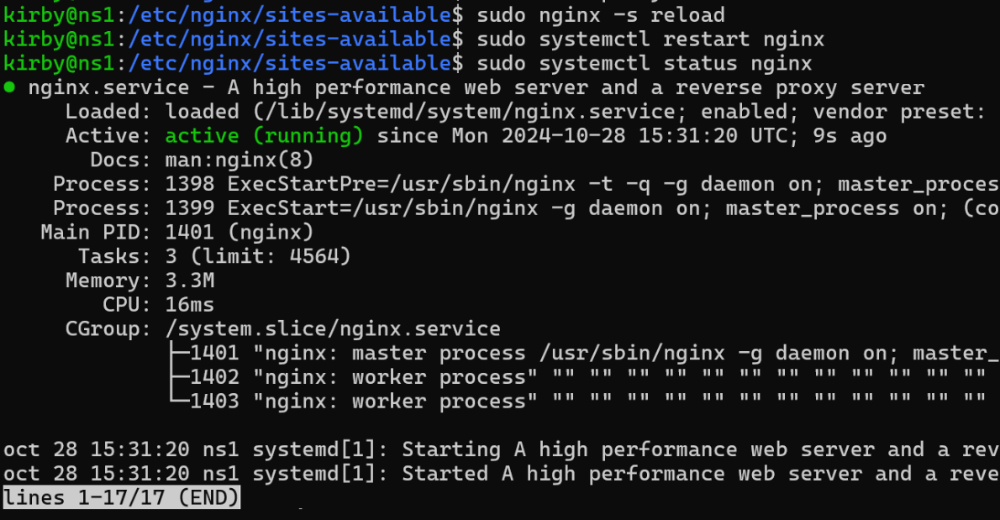 kirby@ns1:/etc/nginx/sites-available$ sudo nginx -s reload
kirby@ns1:/etc/nginx/sites-available$ sudo systemctl restart nginx
kirby@ns1:/etc/nginx/sites-available$ sudo systemctl status nginx
● nginx.service - A high performance web server and a reverse proxy server
     Loaded: loaded (/lib/systemd/system/nginx.service; enabled; vendor preset:
     Active: active (running) since Mon 2024-10-28 15:31:20 UTC; 9s ago
       Docs: man:nginx(8)
    Process: 1398 ExecStartPre=/usr/sbin/nginx -t -q -g daemon on; master_proces
    Process: 1399 ExecStart=/usr/sbin/nginx -g daemon on; master_process on; (co
   Main PID: 1401 (nginx)
      Tasks: 3 (limit: 4564)
     Memory: 3.3M
        CPU: 16ms
     CGroup: /system.slice/nginx.service
             ├─1401 "nginx: master process /usr/sbin/nginx -g daemon on; master_
             ├─1402 "nginx: worker process" "" "" "" "" "" "" "" "" "" "" "" ""
             └─1403 "nginx: worker process" "" "" "" "" "" "" "" "" "" "" "" ""
oct 28 15:31:20 ns1 systemd[1]: Starting A high performance web server and a rev
oct 28 15:31:20 ns1 systemd[1]: Started A high performance web server and a reve
lines 1-17/17 (END)